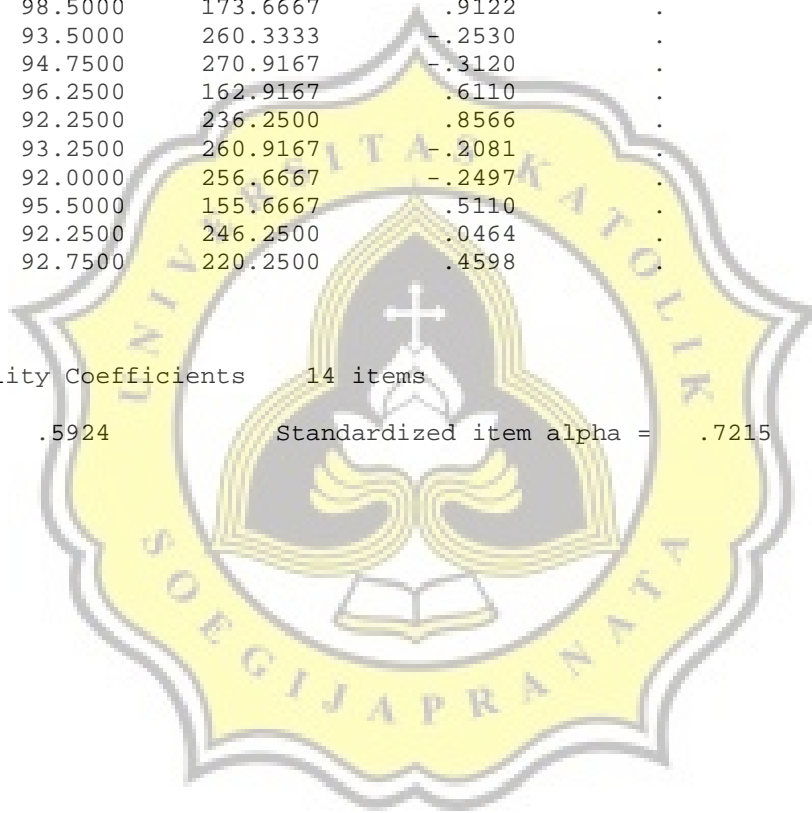 98.5000 173.6667 .9122 .
93.5000 260.3333 -.2530 .
94.7500 270.9167 -.3120 .
96.2500 162.9167 .6110 .
92.2500 236.2500 .8566 .
93.2500 260.9167 -.2081 .
92.0000 256.6667 -.2497 .
95.5000 155.6667 .5110 .
92.2500 246.2500 .0464 .
92.7500 220.2500 .4598 .
lity Coefficients 14 items
.5924 Standardized item alpha = .7215
UNIVERSITAS KATOLIK
SOEGIJAPRANATA